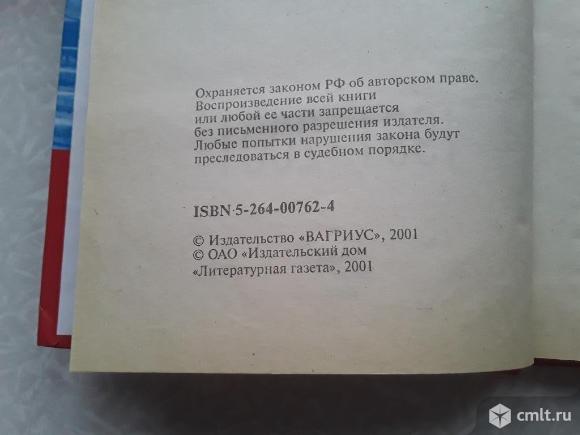 Охраняется законом РФ об авторском праве.
Воспроизведение всей книги
или любой ее части запрещается
без письменного разрешения издателя.
Любые попытки нарушения закона будут
преследоваться в судебном порядке.
ISBN 5-264-00762-4
© Издательство «ВАГРИУС», 2001
© ОАО «Издательский дом
«Литературная газета», 2001
cmlt.ru